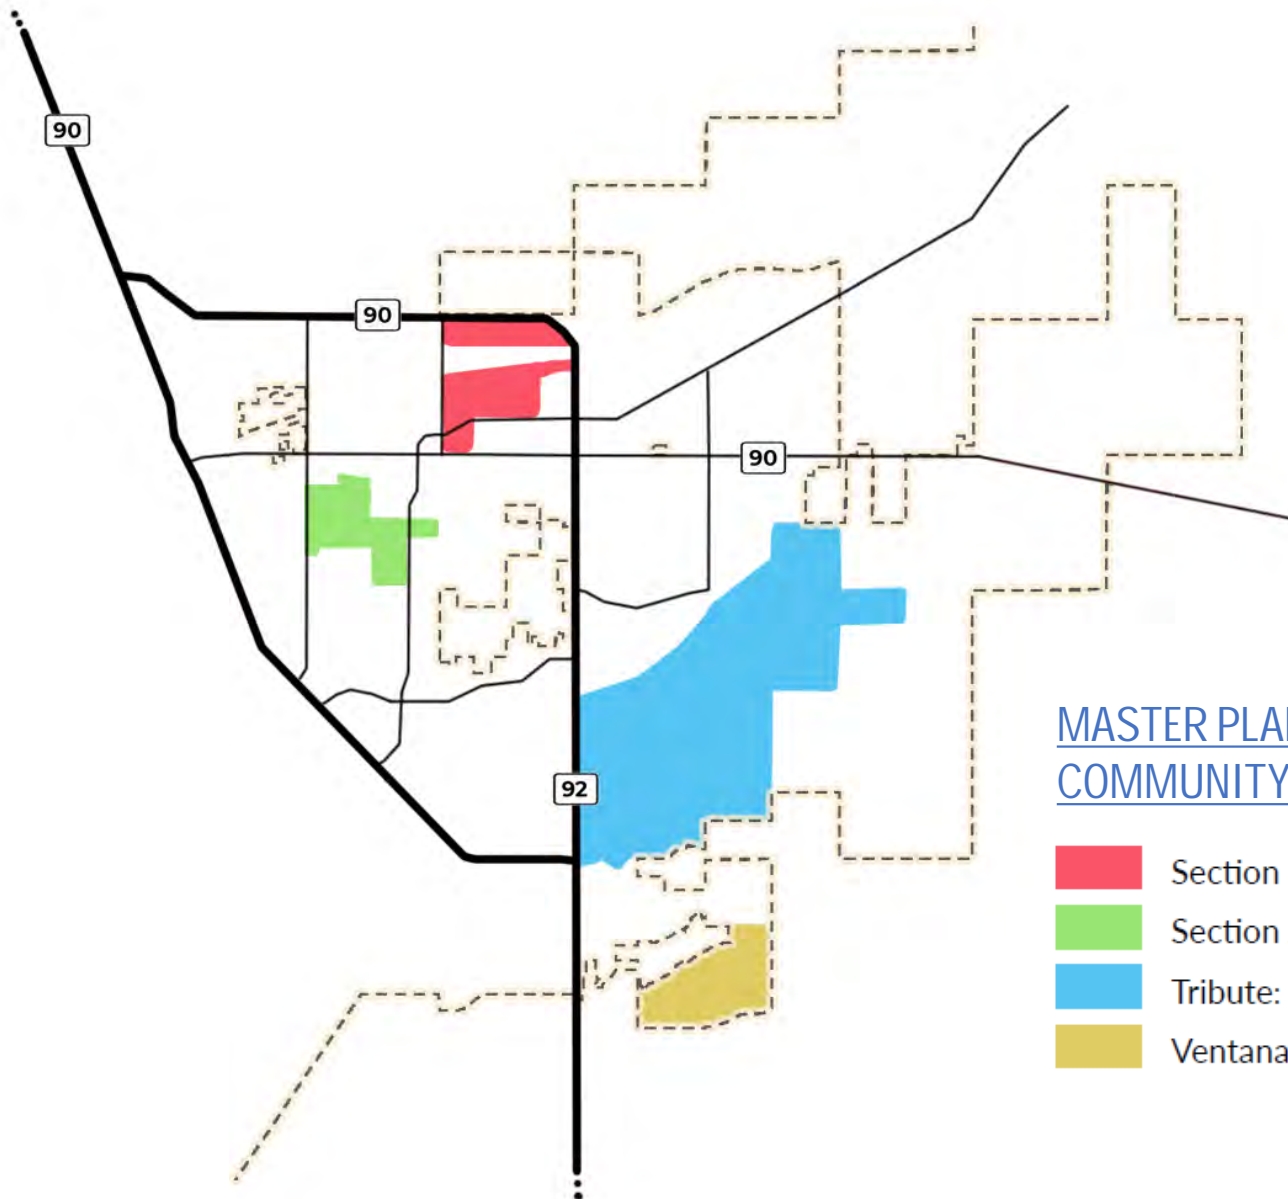 90
90
90
92
MASTER PLA
COMMUNITY
Section
Section
Tribute:
Ventana